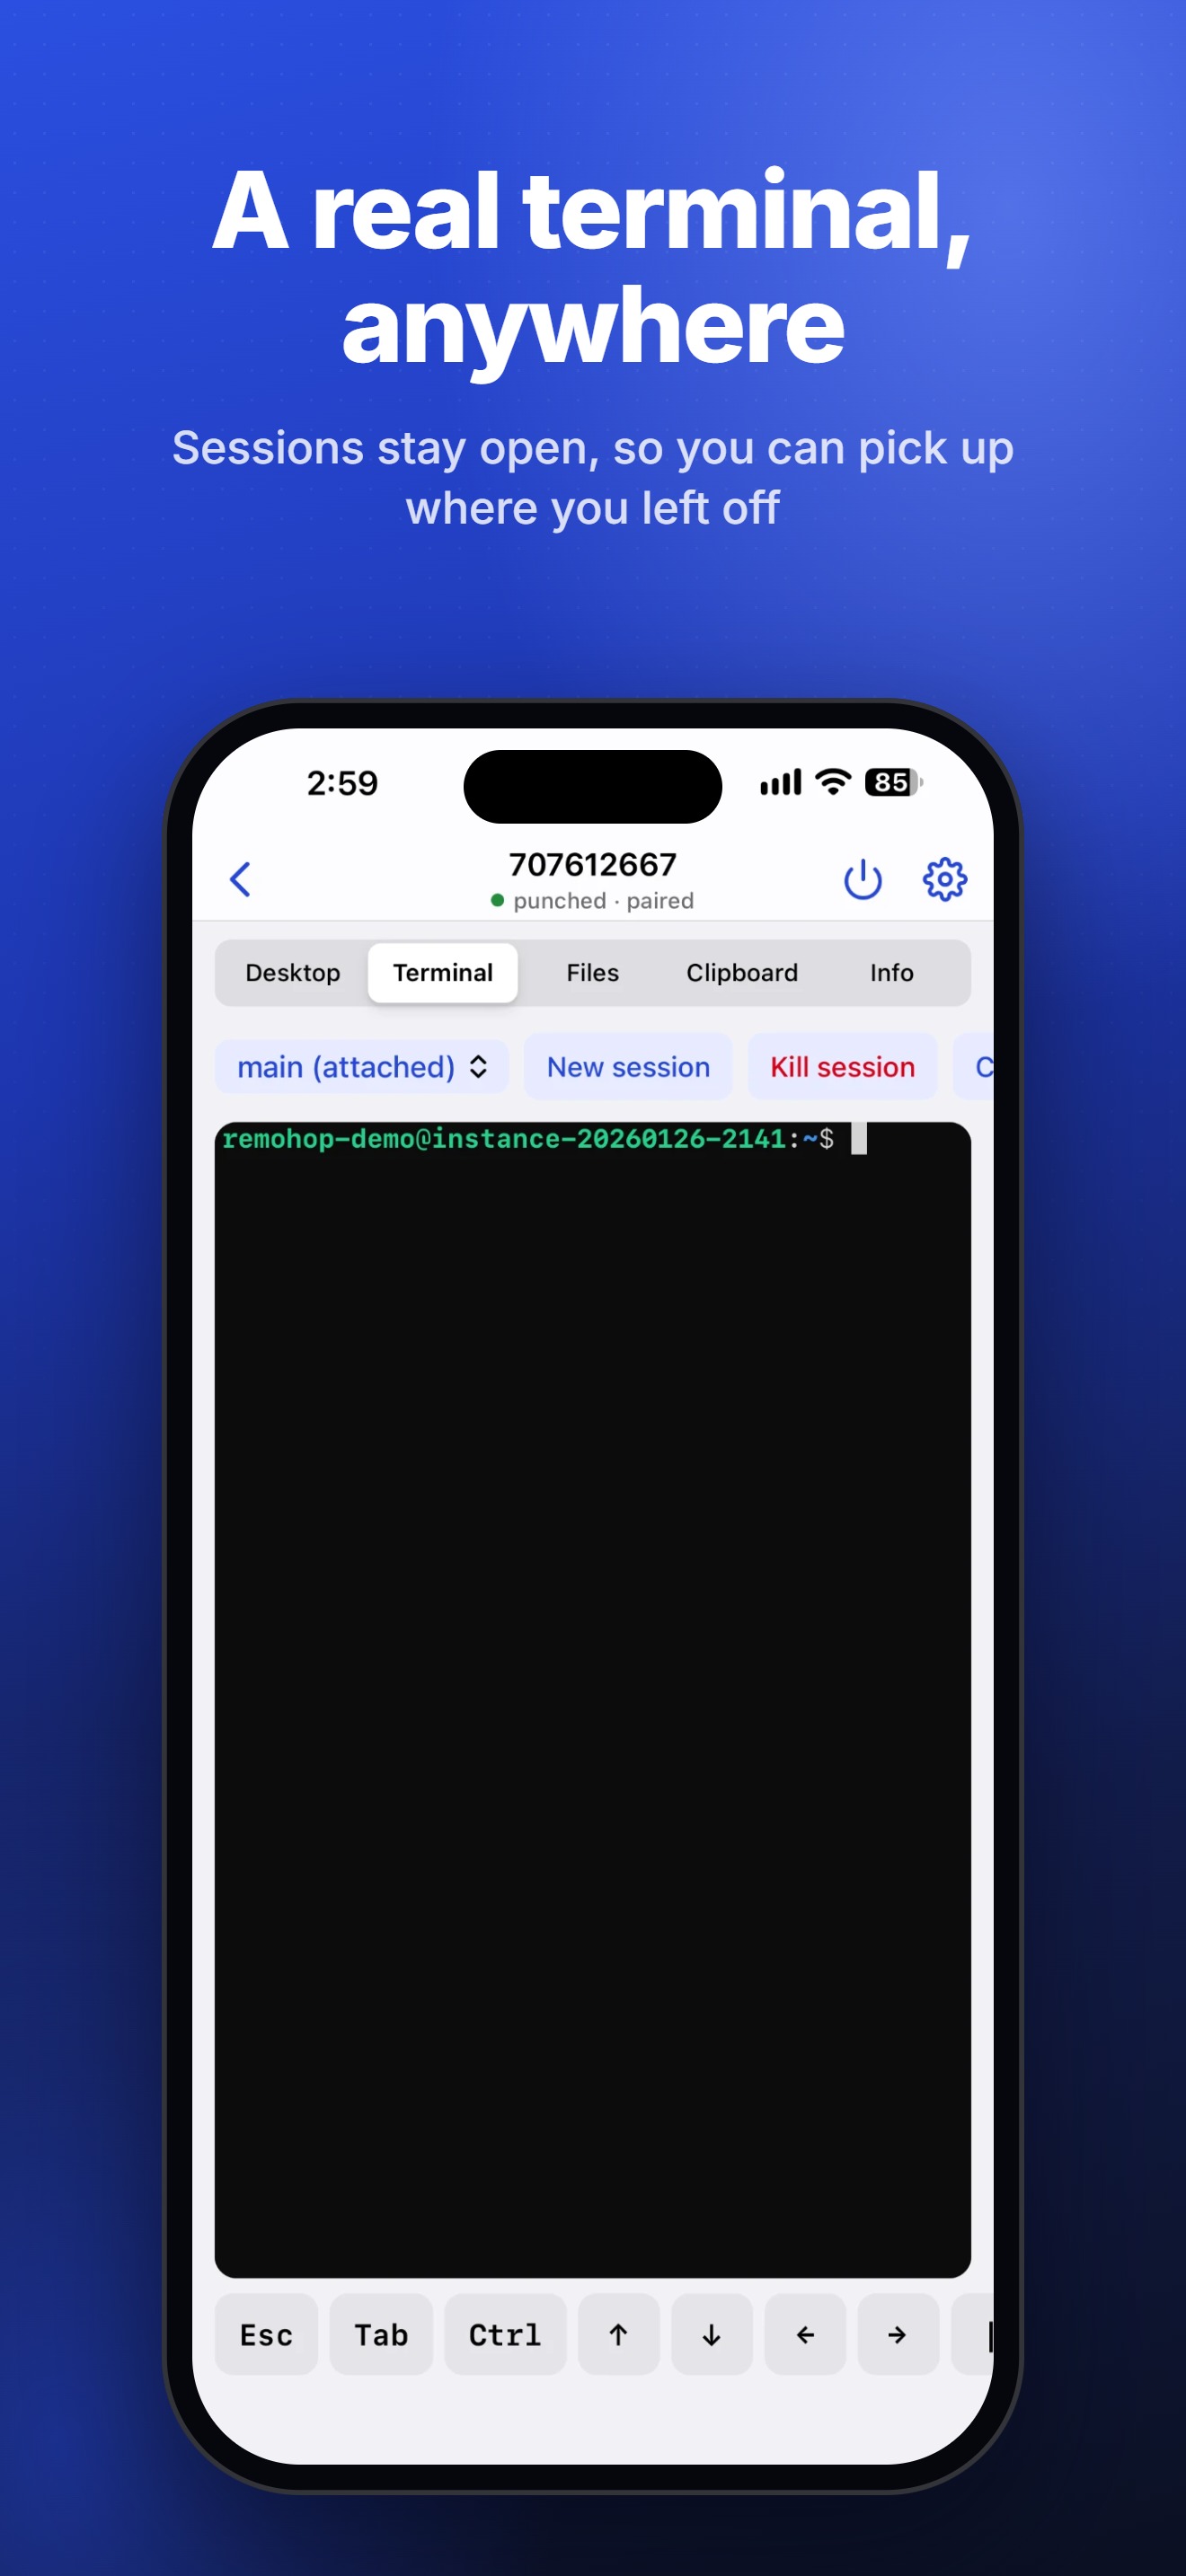 A real terminal,
anywhere
Sessions stay open, so you can pick up
where you left off
2:59
85
707612667
punched · paired
Desktop Terminal Files Clipboard Info
main (attached) New session Kill session C
remohop-demo@instance-20260126-2141:~$
Esc Tab Ctrl ↑ ↓ ← → |